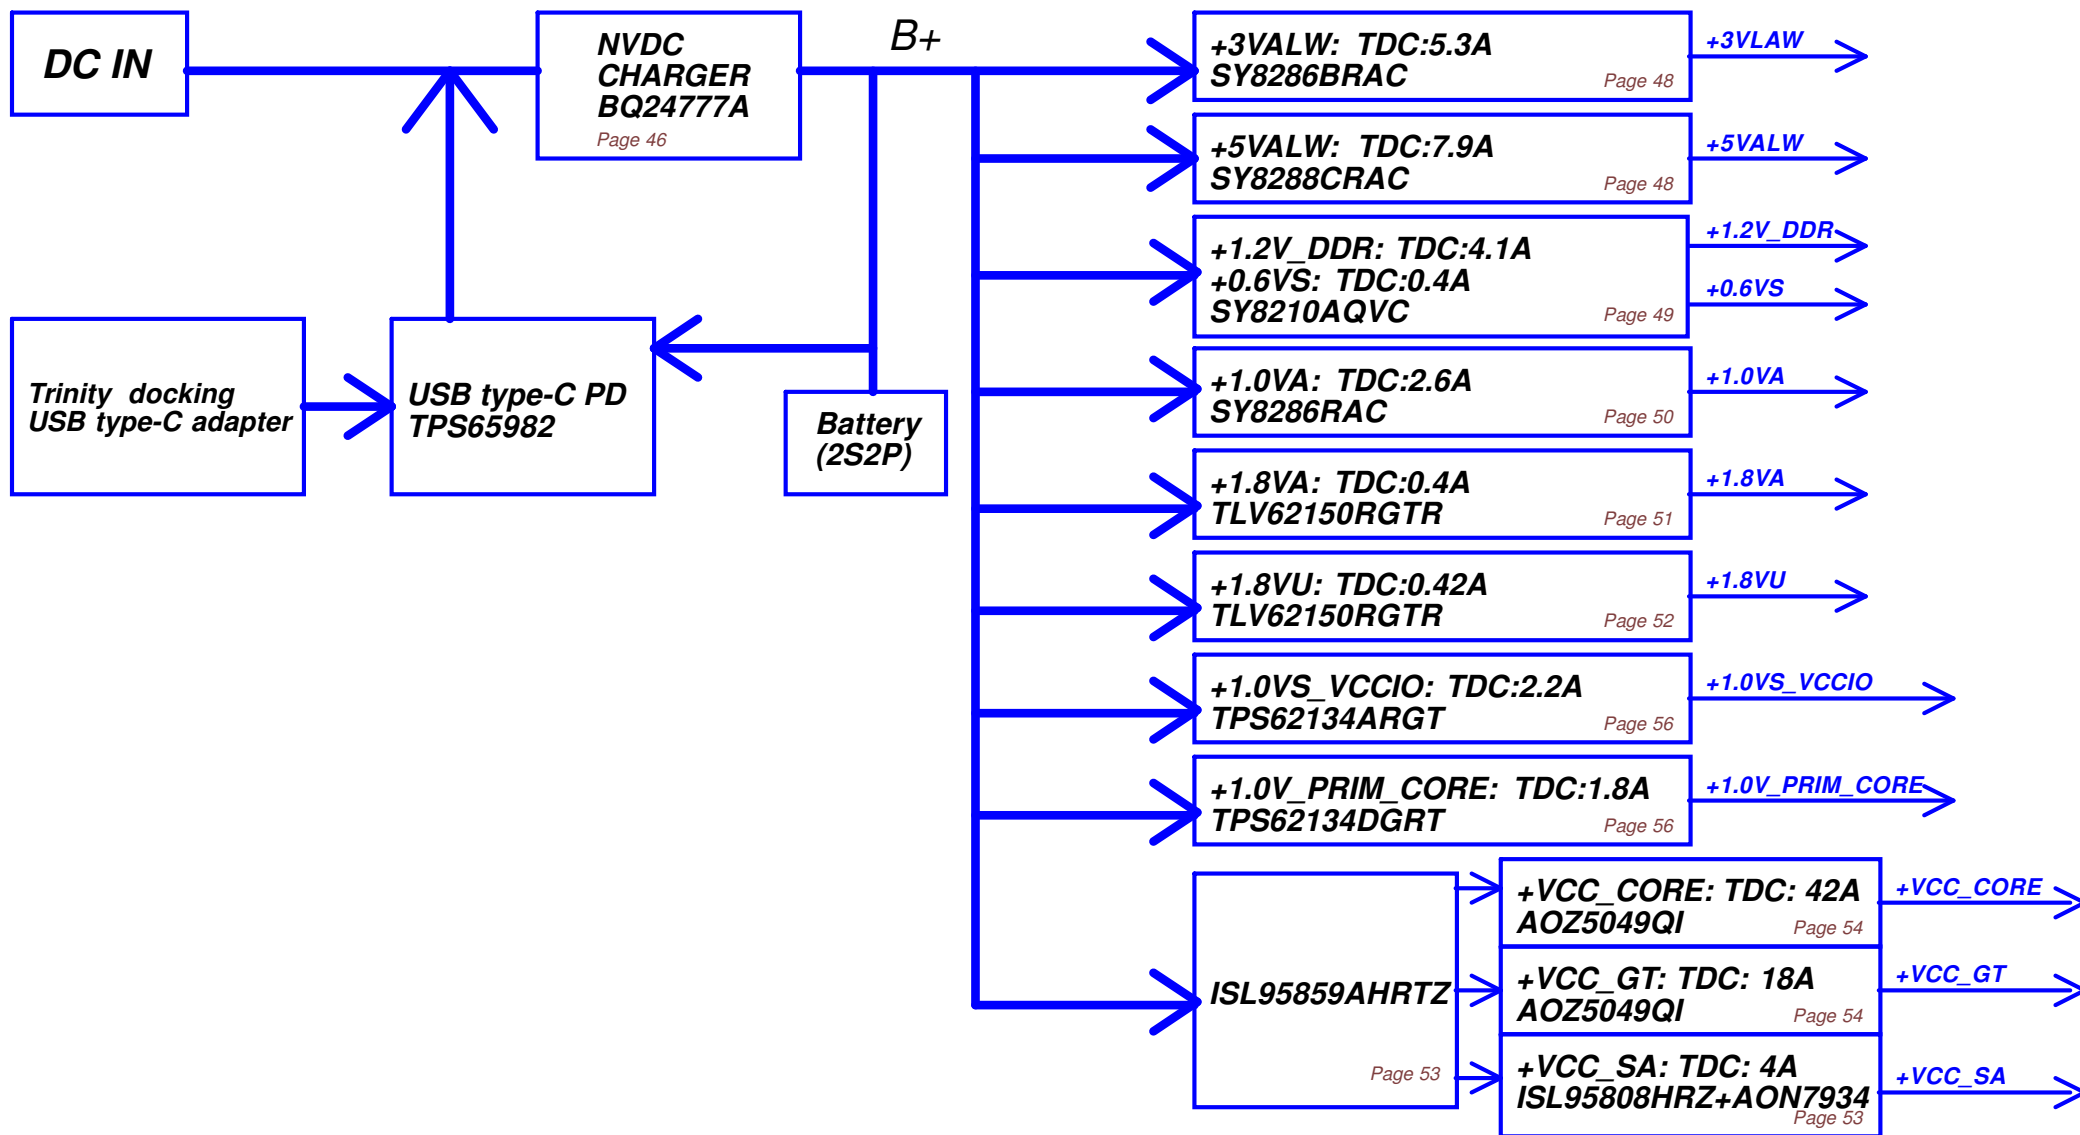 DC IN
NVDC
CHARGER
BQ24777A
Page 46
B+
Trinity docking
USB type-C adapter
USB type-C PD
TPS65982
Battery
(2S2P)
+3VALW: TDC:5.3A
SY8286BRAC
Page 48
+3VLAW
+5VALW: TDC:7.9A
SY8288CRAC
Page 48
+5VALW
+1.2V_DDR: TDC:4.1A
+0.6VS: TDC:0.4A
SY8210AQVC
Page 49
+1.2V_DDR
+0.6VS
+1.0VA: TDC:2.6A
SY8286RAC
Page 50
+1.0VA
+1.8VA: TDC:0.4A
TLV62150RGTR
Page 51
+1.8VA
+1.8VU: TDC:0.42A
TLV62150RGTR
Page 52
+1.8VU
+1.0VS_VCCIO: TDC:2.2A
TPS62134ARGT
Page 56
+1.0VS_VCCIO
+1.0V_PRIM_CORE: TDC:1.8A
TPS62134DGRT
Page 56
+1.0V_PRIM_CORE
ISL95859AHRTZ
Page 53
+VCC_CORE: TDC: 42A
AOZ5049QI
Page 54
+VCC_CORE
+VCC_GT: TDC: 18A
AOZ5049QI
Page 54
+VCC_GT
+VCC_SA: TDC: 4A
ISL95808HRZ+AON7934
Page 53
+VCC_SA